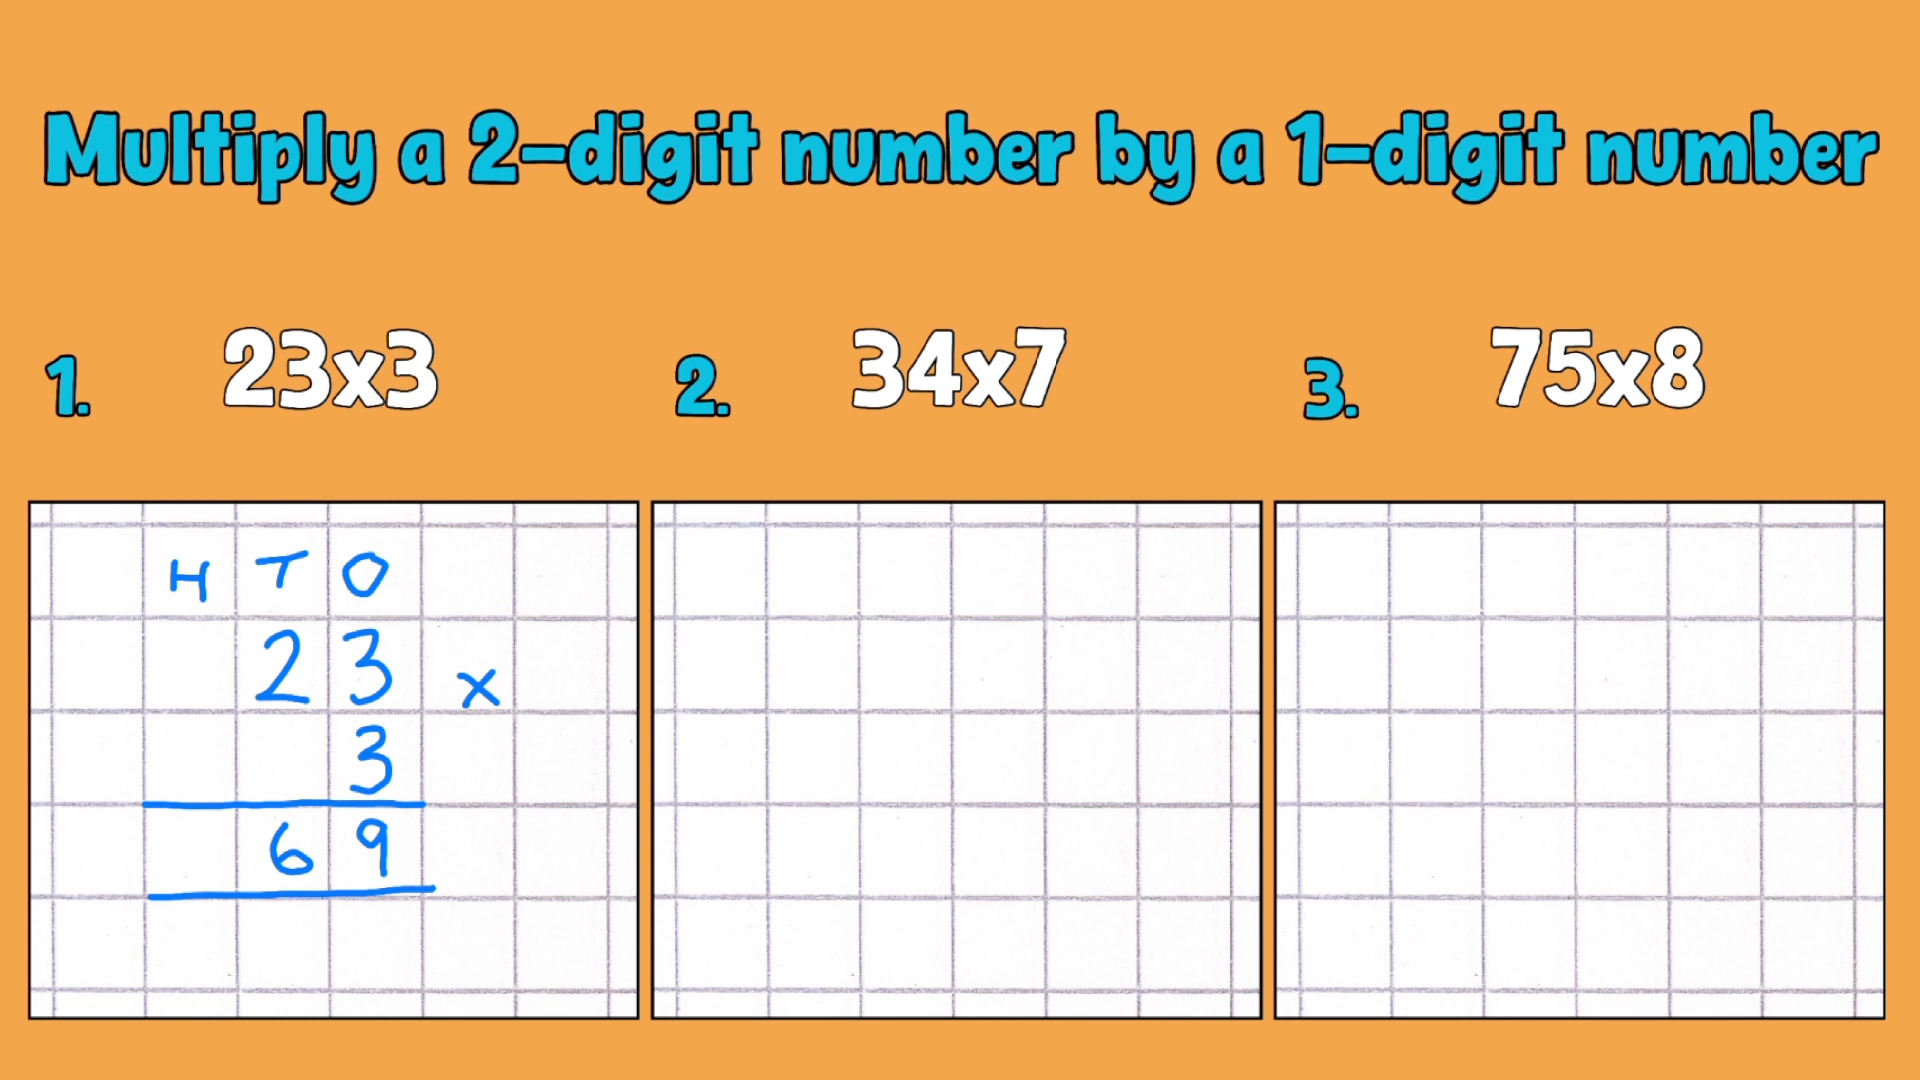 Multiply a 2-digit number by a 1-digit number
1. 23x3
2. 34x7
3. 75x8
H T O
2 3 x
3
6 9